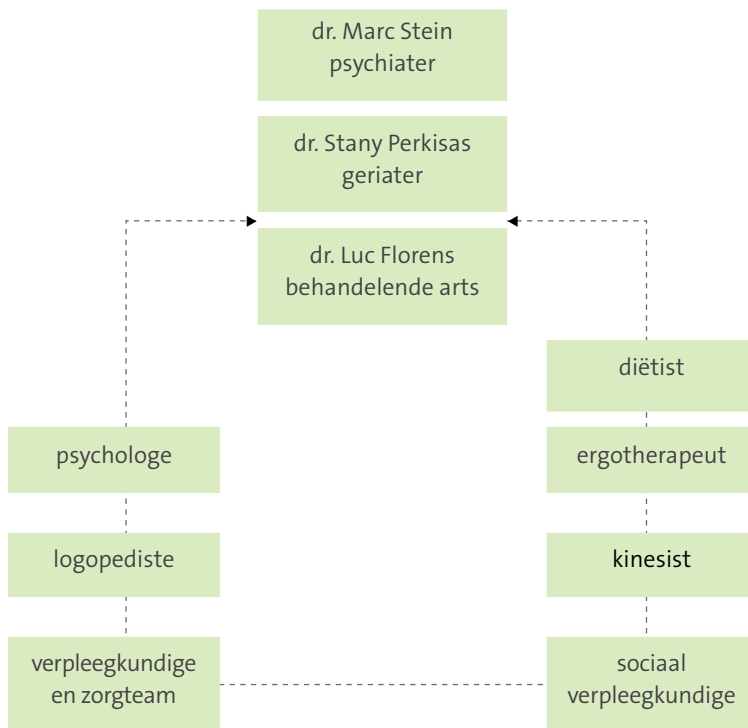 dr. Marc Stein
psychiater
dr. Stany Perkisas
geriater
dr. Luc Florens
behandelende arts
diëtist
psychologe
ergotherapeut
logopediste
kinesist
verpleegkundige
en zorgteam
sociaal
verpleegkundige